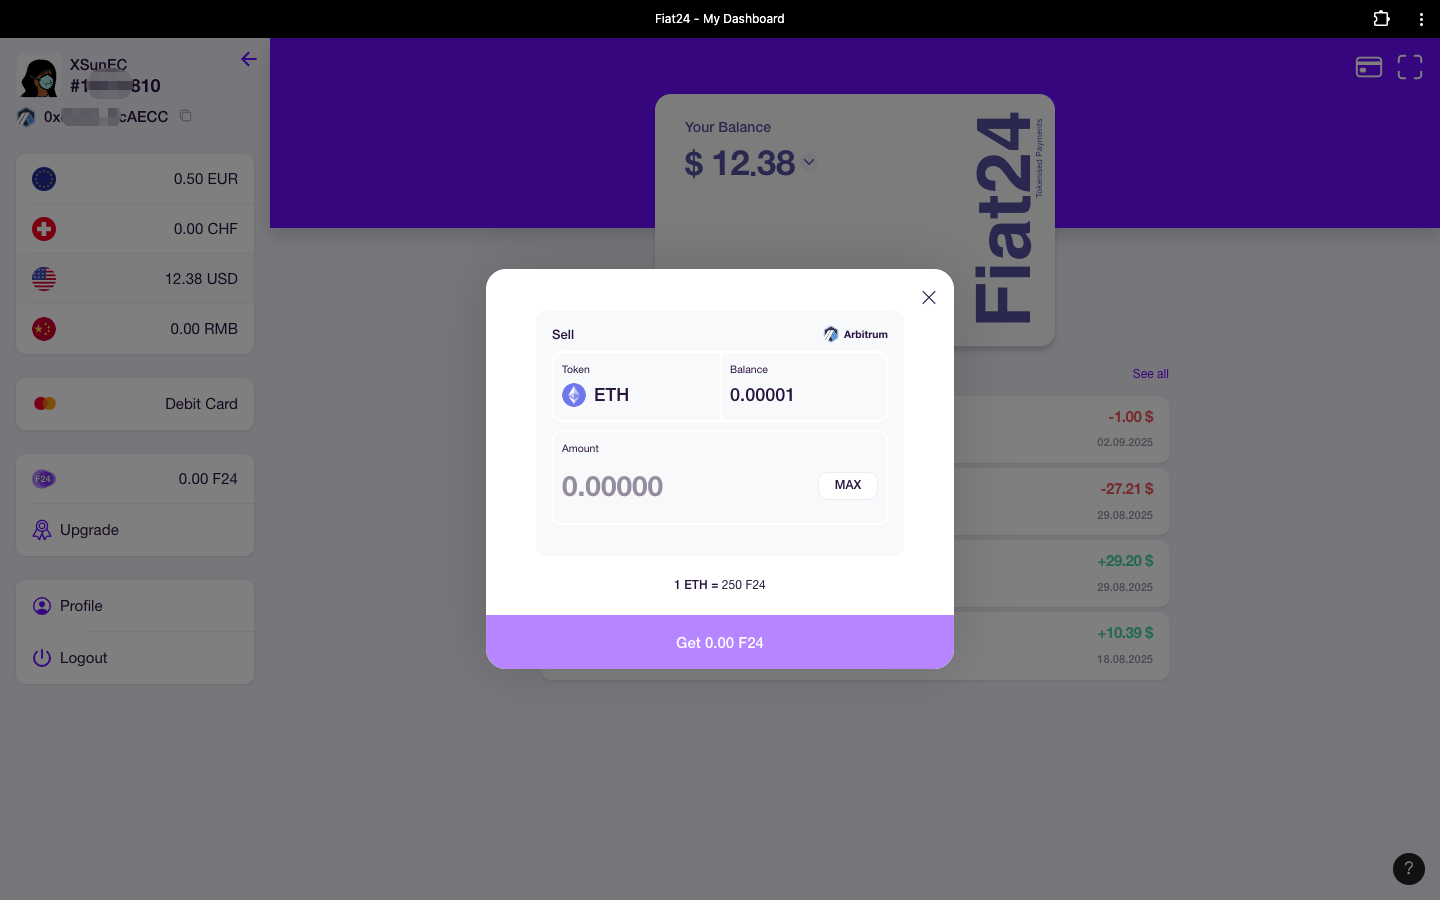 Fiat24 - My Dashboard
XSunEC
#1 810
0x cAECC
0.50 EUR
0.00 CHF
12.38 USD
0.00 RMB
Debit Card
F24
0.00 F24
Upgrade
Profile
Logout
Your Balance
$ 12.38
Fiat24
Tokenised Payments
Sell
Arbitrum
Token
ETH
Balance
0.00001
Amount
0.00000
MAX
1 ETH = 250 F24
Get 0.00 F24
See all
-1.00 $
02.09.2025
-27.21 $
29.08.2025
+29.20 $
29.08.2025
+10.39 $
18.08.2025
?